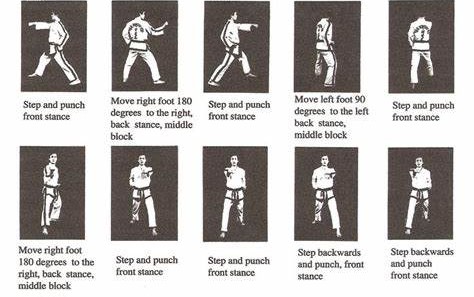 Step and punch
front stance
Move right foot 180
degrees to the right,
back stance, middle
block
Step and punch
front stance
Move left foot 90
degrees to the left
back stance,
middle block
Step and punch
front stance
Move right foot
180 degrees to the
right, back stance,
middle block
Step and punch
front stance
Step and punch
front stance
Step backwards
and punch, front
stance
Step backwards
and punch
front stance